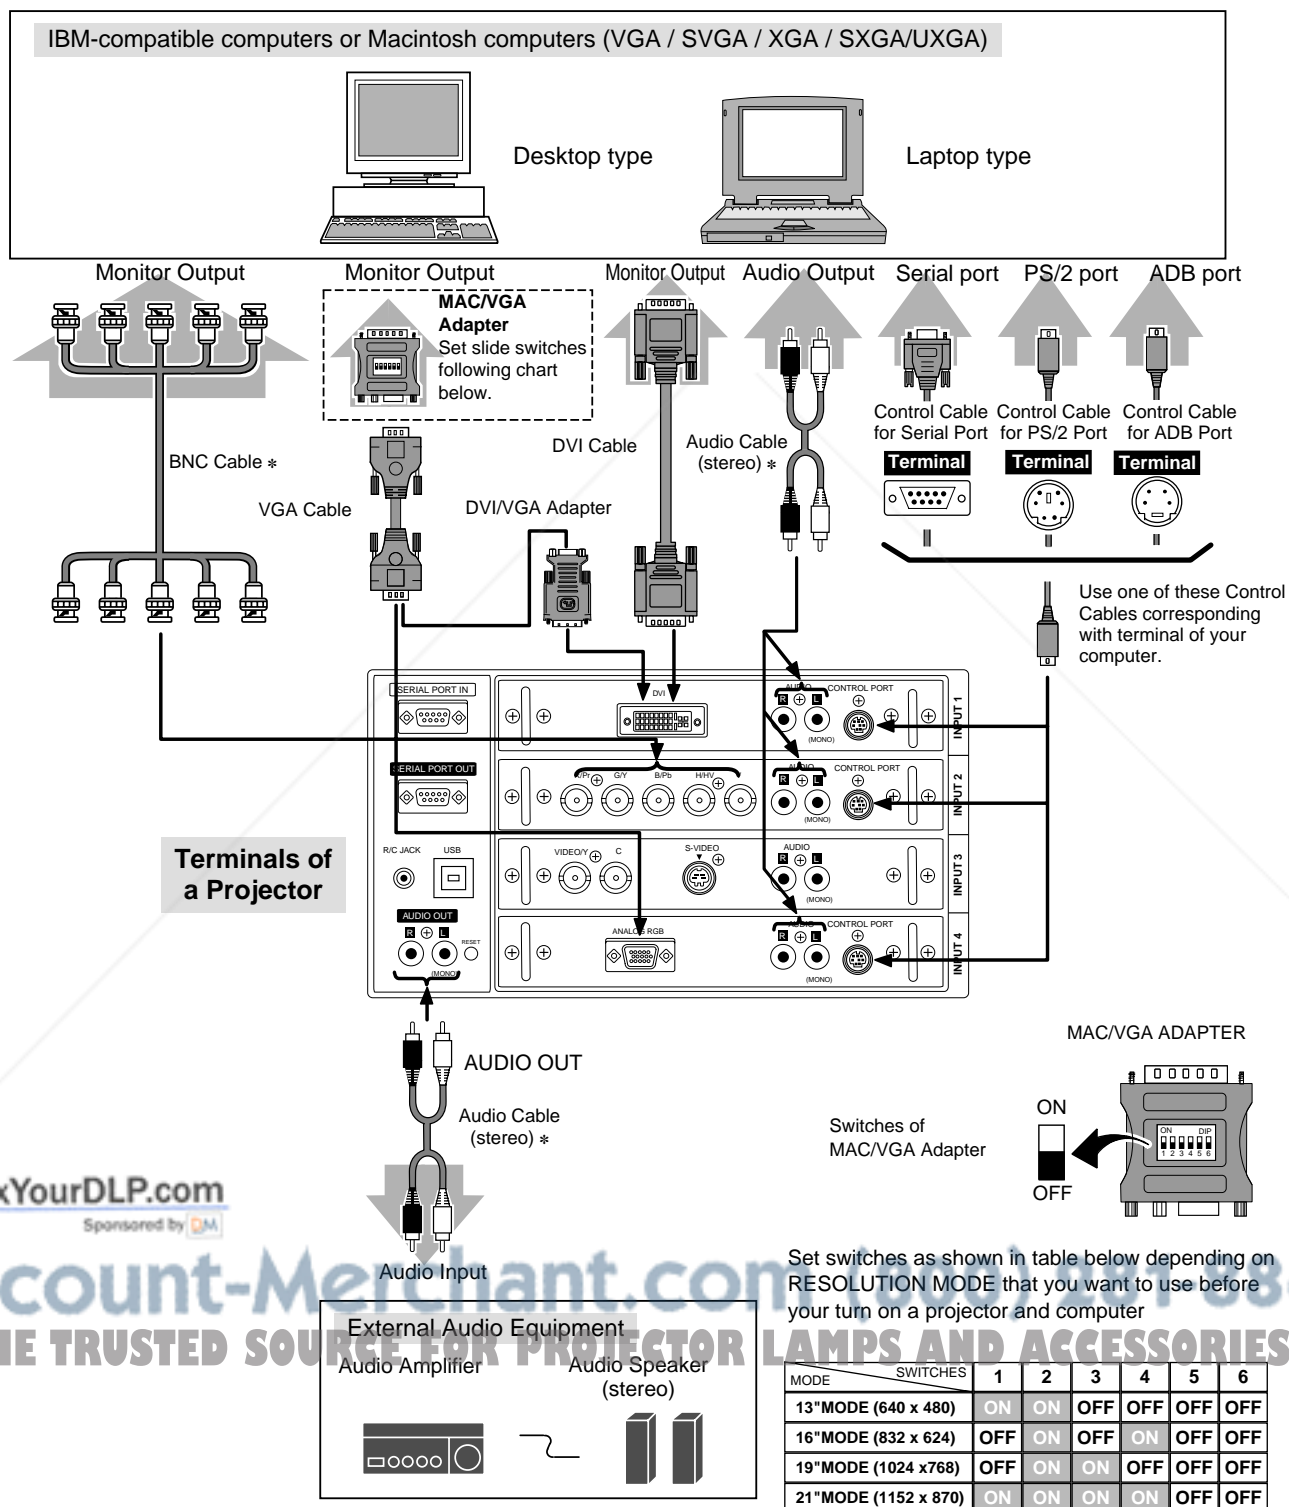 IBM-compatible computers or Macintosh computers (VGA / SVGA / XGA / SXGA/UXGA)
Desktop type
Laptop type
Monitor Output
Monitor Output
Monitor Output
Audio Output
Serial port
PS/2 port
ADB port
MAC/VGA
Adapter
Set slide switches
following chart
below.
Control Cable
for Serial Port
Control Cable
for PS/2 Port
Control Cable
for ADB Port
BNC Cable *
DVI Cable
Audio Cable
(stereo) *
Terminal
Terminal
Terminal
VGA Cable
DVI/VGA Adapter
Use one of these Control
Cables corresponding
with terminal of your
computer.
SERIAL PORT IN
DVI
AUDIO
R
L
(MONO)
CONTROL PORT
INPUT 1
SERIAL PORT OUT
R/Pr
G/Y
B/Pb
H/HV
AUDIO
R
L
(MONO)
CONTROL PORT
INPUT 2
Terminals of
a Projector
R/C JACK
USB
VIDEO/Y
C
S-VIDEO
AUDIO
R
L
(MONO)
INPUT 3
AUDIO OUT
R
L
(MONO)
RESET
ANALOG RGB
AUDIO
R
L
(MONO)
CONTROL PORT
INPUT 4
AUDIO OUT
Audio Cable
(stereo) *
Audio Input
MAC/VGA ADAPTER
Switches of
MAC/VGA Adapter
ON
OFF
ON DIP
1 2 3 4 5 6
xYourDLP.com
Sponsored by DM
count-Merchant.com
Set switches as shown in table below depending on
RESOLUTION MODE that you want to use before
your turn on a projector and computer
THE TRUSTED SOURCE FOR PROJECTOR LAMPS AND ACCESSORIES
External Audio Equipment
Audio Amplifier
Audio Speaker
(stereo)
MODE SWITCHES 1 2 3 4 5 6
13"MODE (640 x 480) ON ON OFF OFF OFF OFF
16"MODE (832 x 624) OFF ON OFF ON OFF OFF
19"MODE (1024 x768) OFF ON ON OFF OFF OFF
21"MODE (1152 x 870) ON ON ON ON OFF OFF